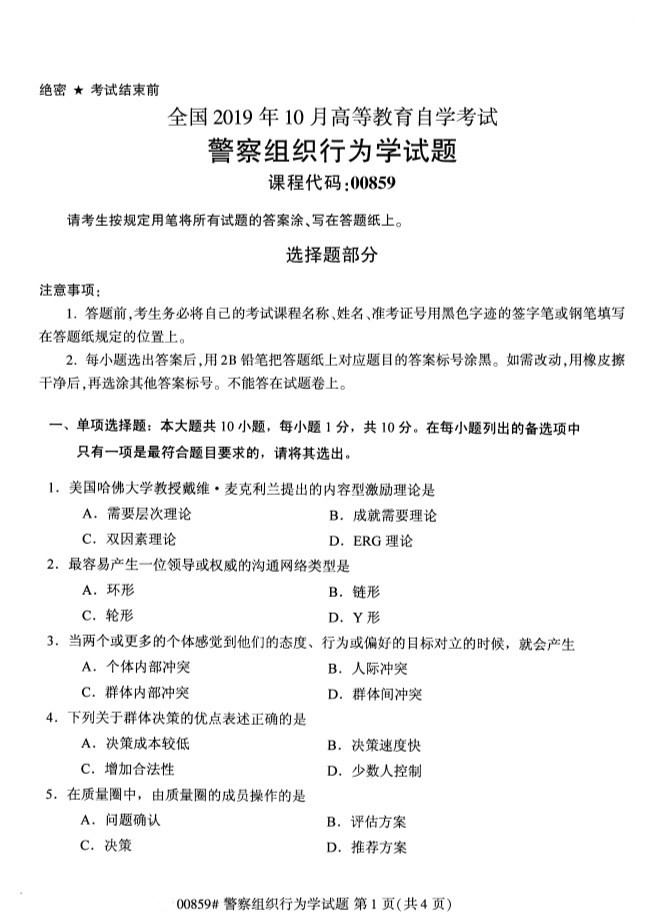 绝密 ★ 考试结束前
全国 2019 年 10 月高等教育自学考试
警察组织行为学试题
课程代码:00859
请考生按规定用笔将所有试题的答案涂、写在答题纸上。
选择题部分
注意事项:
1. 答题前,考生务必将自己的考试课程名称、姓名、准考证号用黑色字迹的签字笔或钢笔填写
在答题纸规定的位置上。
2. 每小题选出答案后,用 2B 铅笔把答题纸上对应题目的答案标号涂黑。如需改动,用橡皮擦
干净后,再选涂其他答案标号。不能答在试题卷上。
一、单项选择题：本大题共 10 小题，每小题 1 分，共 10 分。在每小题列出的备选项中
只有一项是最符合题目要求的，请将其选出。
1．美国哈佛大学教授戴维·麦克利兰提出的内容型激励理论是
A．需要层次理论 B．成就需要理论
C．双因素理论 D．ERG 理论
2．最容易产生一位领导或权威的沟通网络类型是
A．环形 B．链形
C．轮形 D．Y 形
3．当两个或更多的个体感觉到他们的态度、行为或偏好的目标对立的时候，就会产生
A．个体内部冲突 B．人际冲突
C．群体内部冲突 D．群体间冲突
4．下列关于群体决策的优点表述正确的是
A．决策成本较低 B．决策速度快
C．增加合法性 D．少数人控制
5．在质量圈中，由质量圈的成员操作的是
A．问题确认 B．评估方案
C．决策 D．推荐方案
00859# 警察组织行为学试题 第 1 页(共 4 页)